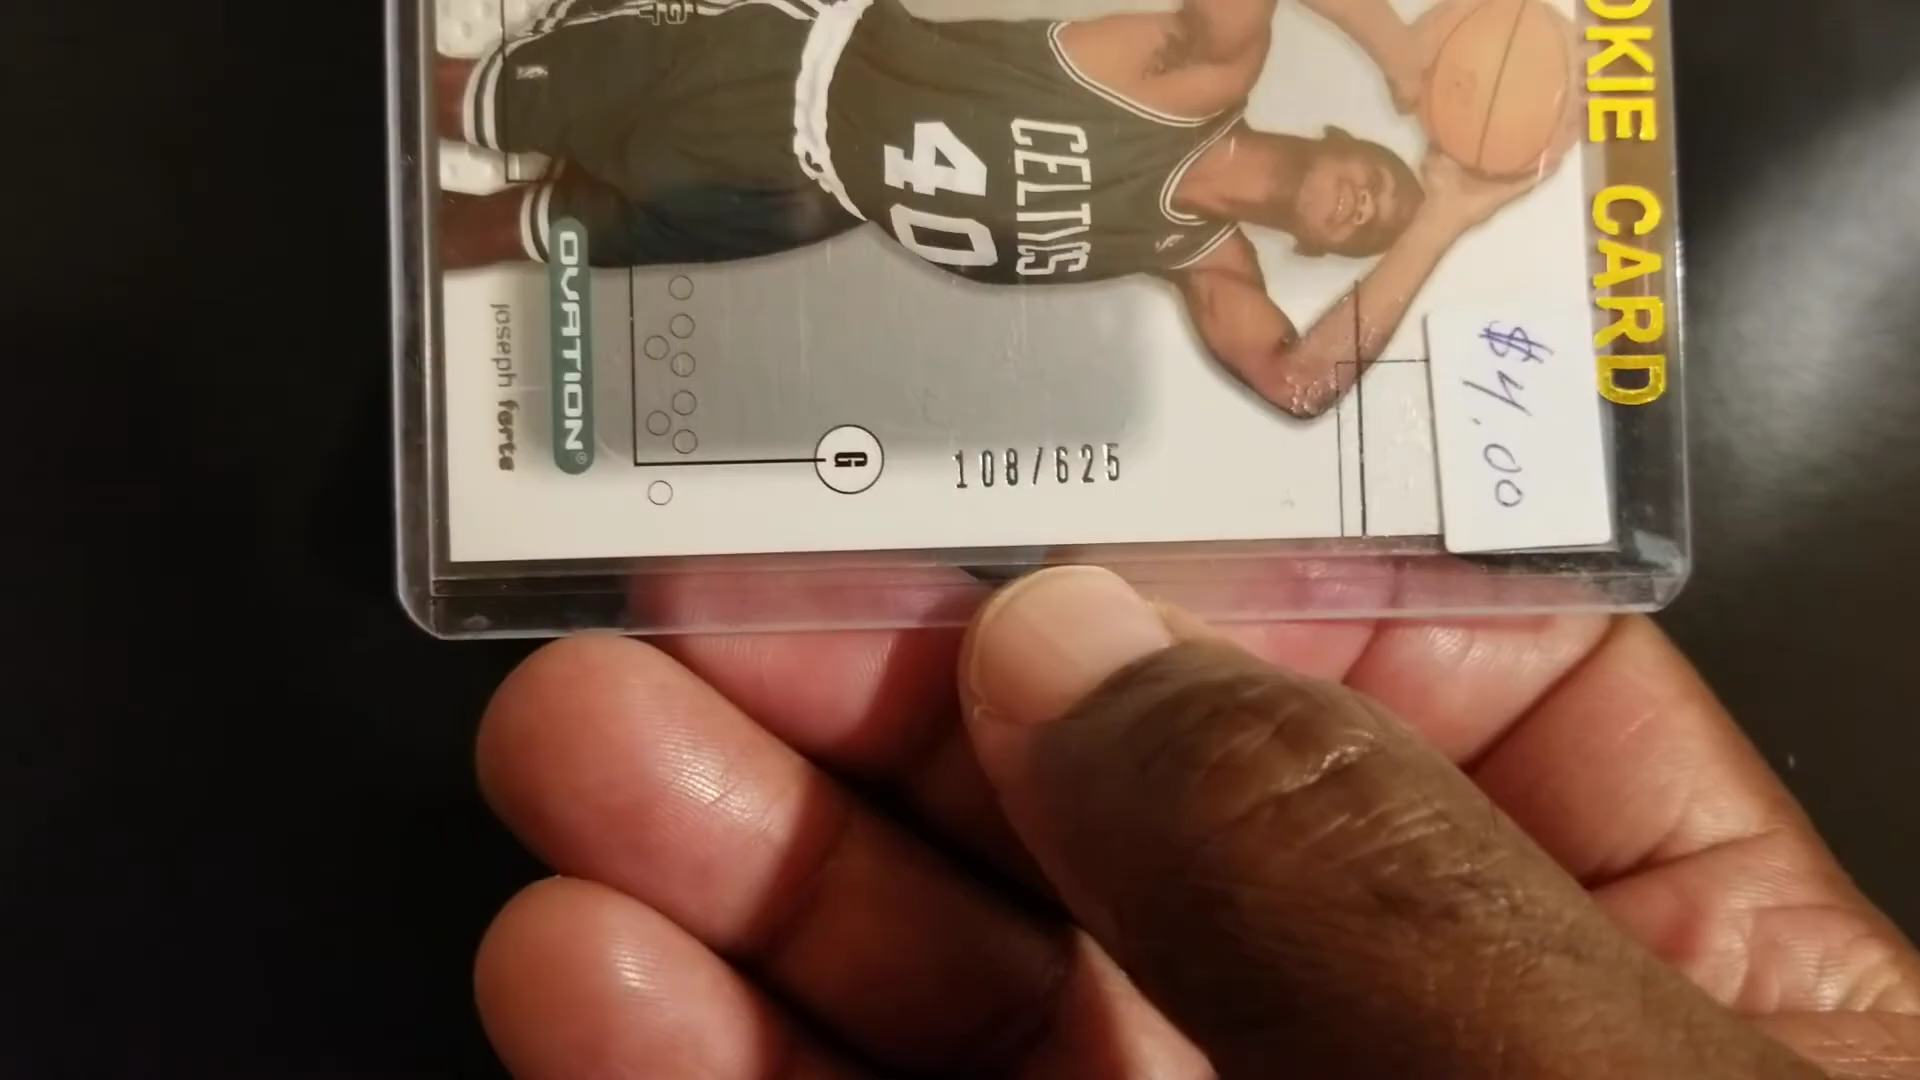 OKIE CARD
CELTICS
40
$4.00
108/625
G
OVATION®
joseph forte